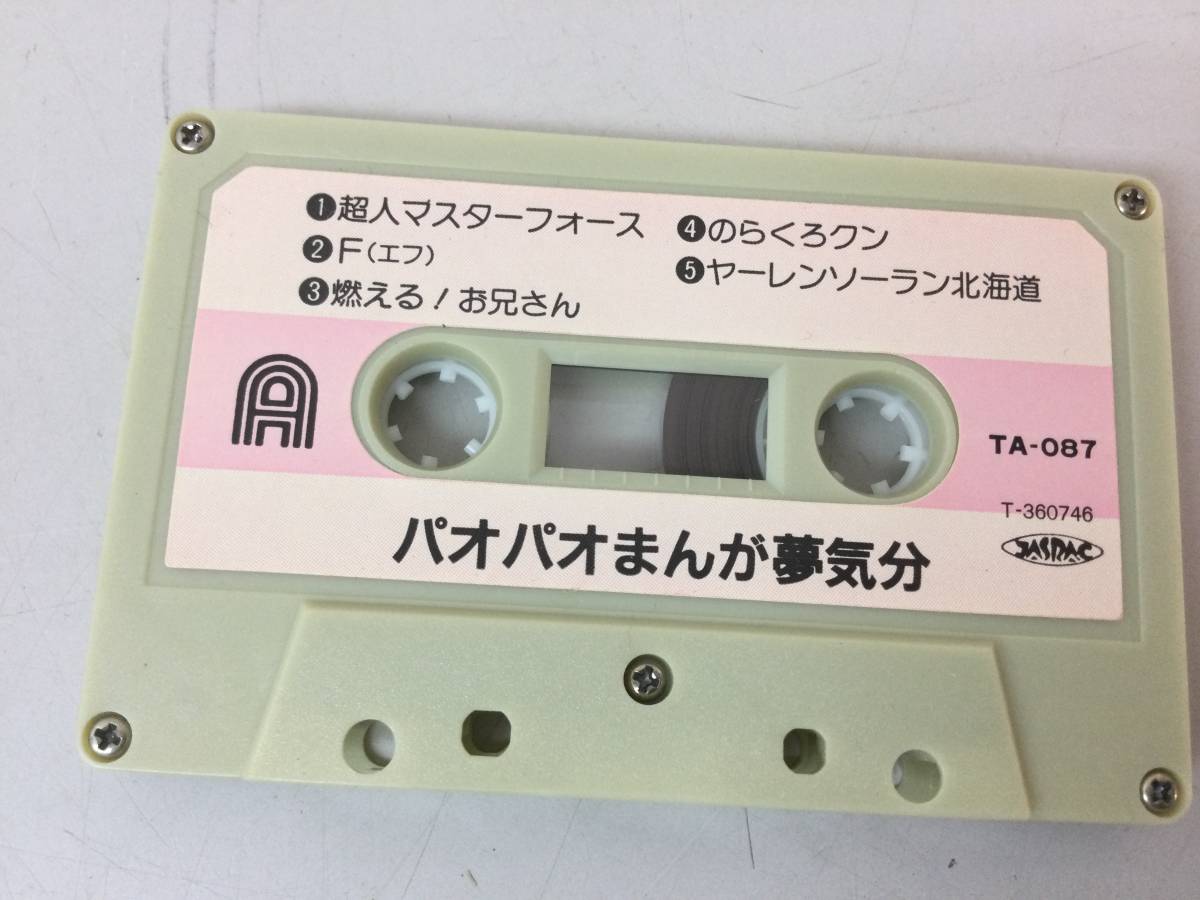 ❶超人マスターフォース
❷F(エフ)
❸燃える！お兄さん
❹のらくろクン
❺ヤーレンソーラン北海道
A
TA-087
T-360746
JASRAC
パオパオまんが夢気分